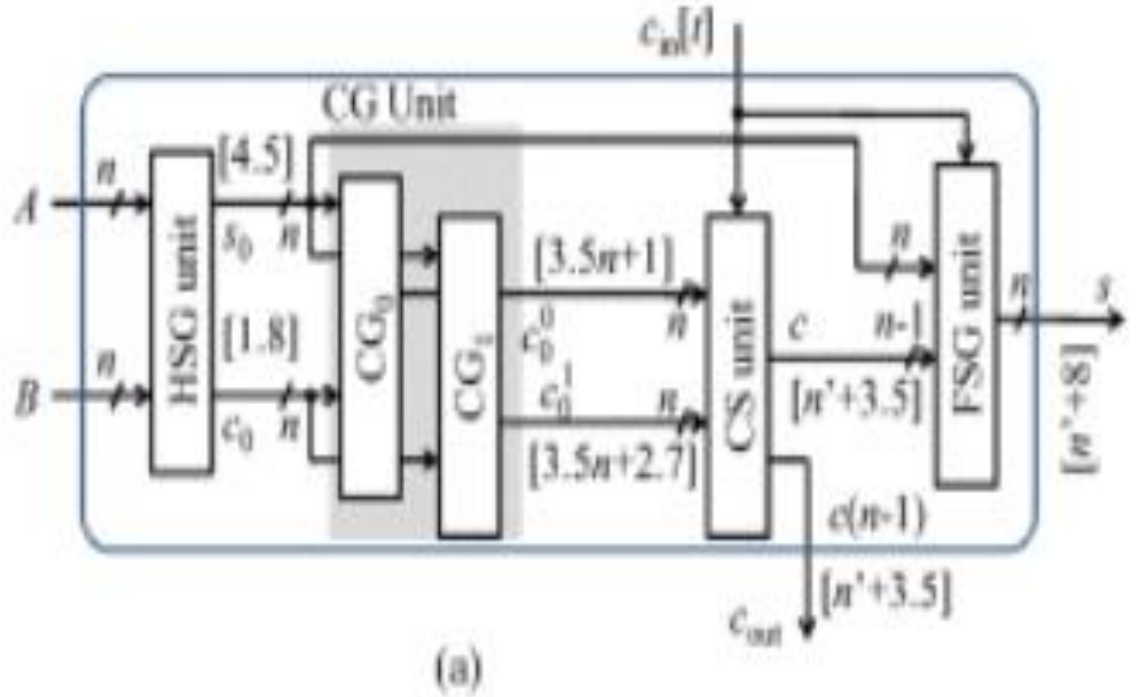 c_in[t]
CG Unit
A
n
HSG unit
[4.5]
s_0
n
B
n
[1.8]
c_0
n
CG_0
CG_1
[3.5n+1]
c_0^0
n
c_0^1
n
[3.5n+2.7]
CS unit
c
n-1
[n'+3.5]
n
FSG unit
n
s
[n'+8]
c(n-1)
[n'+3.5]
c_out
(a)